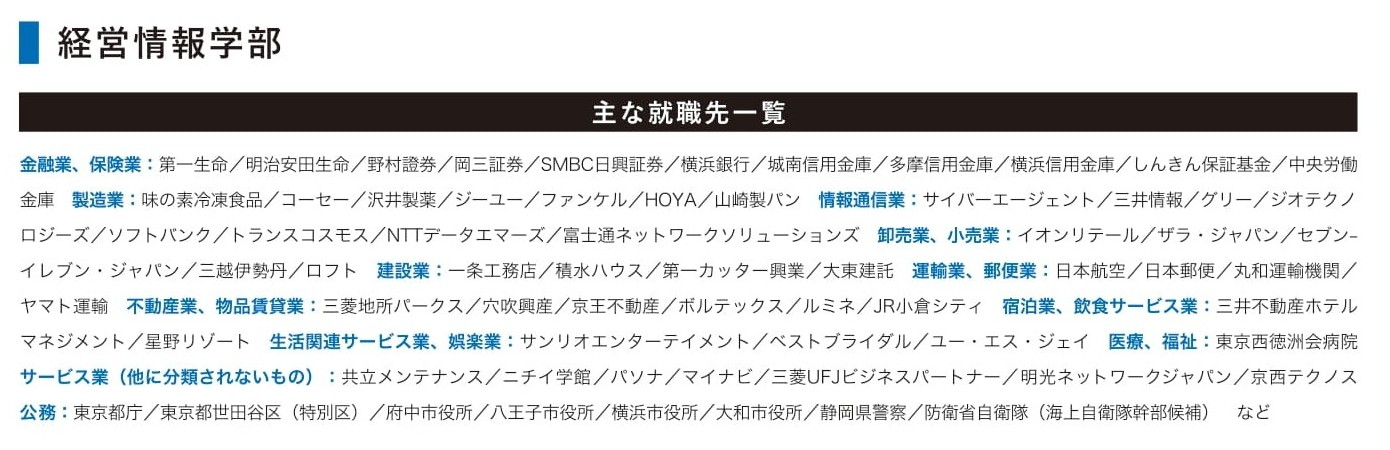 経営情報学部
主な就職先一覧
金融業、保険業：第一生命／明治安田生命／野村證券／岡三証券／SMBC日興証券／横浜銀行／城南信用金庫／多摩信用金庫／横浜信用金庫／しんきん保証基金／中央労働
金庫　製造業：味の素冷凍食品／コーセー／沢井製薬／ジーユー／ファンケル／HOYA／山崎製パン　情報通信業：サイバーエージェント／三井情報／グリー／ジオテクノ
ロジーズ／ソフトバンク／トランスコスモス／NTTデータエマーズ／富士通ネットワークソリューションズ　卸売業、小売業：イオンリテール／ザラ・ジャパン／セブン-
イレブン・ジャパン／三越伊勢丹／ロフト　建設業：一条工務店／積水ハウス／第一カッター興業／大東建託　運輸業、郵便業：日本航空／日本郵便／丸和運輸機関／
ヤマト運輸　不動産業、物品賃貸業：三菱地所パークス／穴吹興産／京王不動産／ボルテックス／ルミネ／JR小倉シティ　宿泊業、飲食サービス業：三井不動産ホテル
マネジメント／星野リゾート　生活関連サービス業、娯楽業：サンリオエンターテイメント／ベストブライダル／ユー・エス・ジェイ　医療、福祉：東京西徳洲会病院
サービス業（他に分類されないもの）：共立メンテナンス／ニチイ学館／パソナ／マイナビ／三菱UFJビジネスパートナー／明光ネットワークジャパン／京西テクノス
公務：東京都庁／東京都世田谷区（特別区）／府中市役所／八王子市役所／横浜市役所／大和市役所／静岡県警察／防衛省自衛隊（海上自衛隊幹部候補）　など